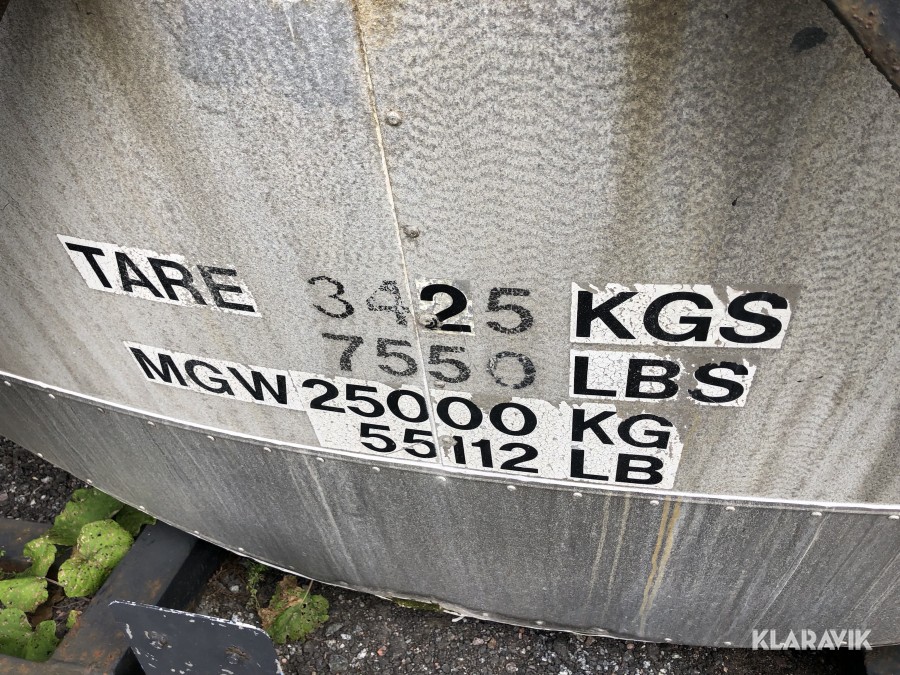 TARE 3425 KGS
7550 LBS
MGW 25000 KG
55112 LB
KLARAVIK